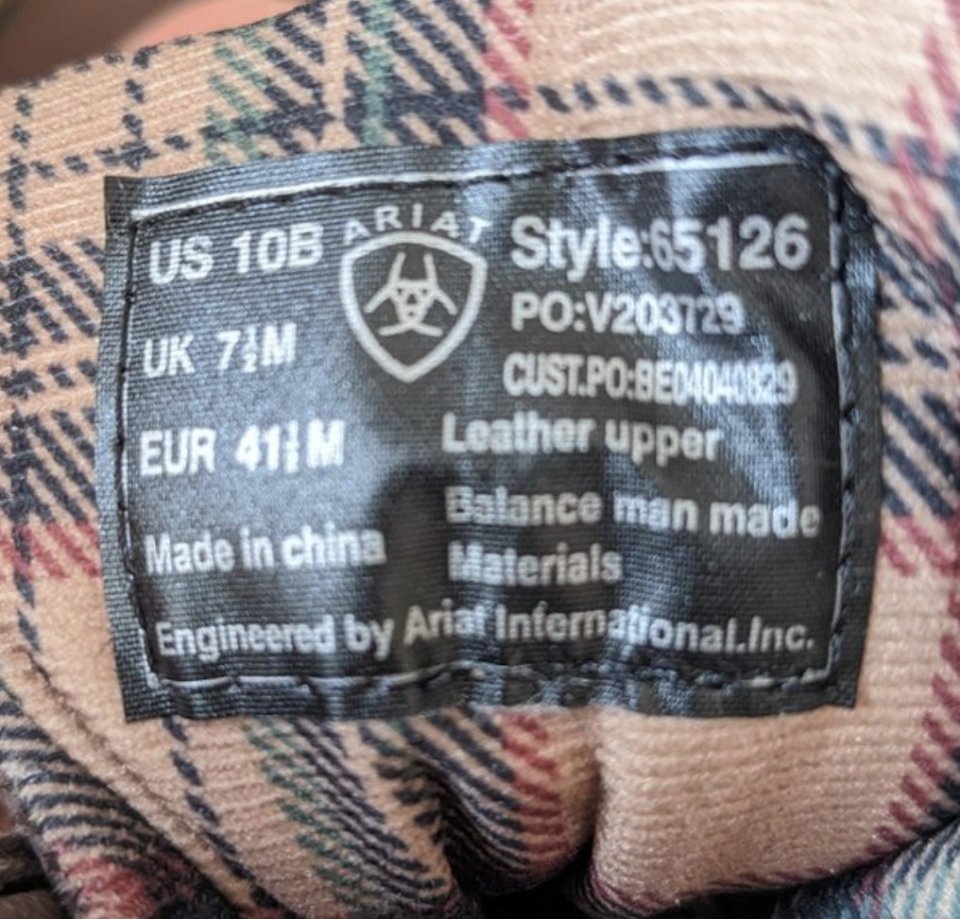 ARIAT
US 10B
UK 7½M
EUR 41½M
Made in china
Style:65126
PO:V203729
CUST.PO:BE04040829
Leather upper
Balance man made
Materials
Engineered by Ariat International.Inc.